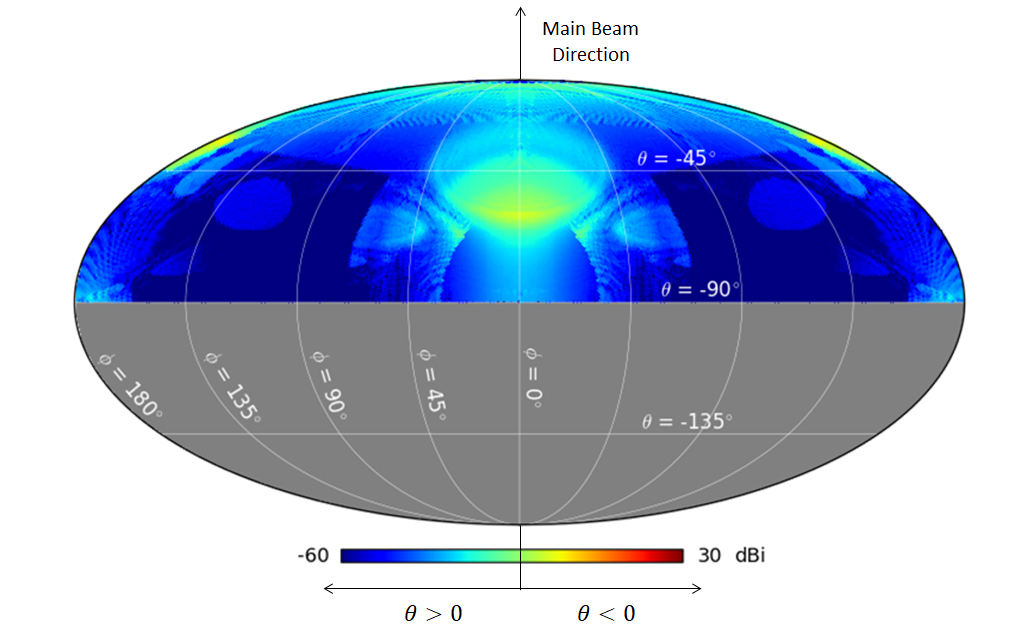 Main Beam
Direction
θ = -45°
θ = -90°
ϕ = 180°
ϕ = 135°
ϕ = 90°
ϕ = 45°
ϕ = 0°
θ = -135°
-60 30 dBi
θ > 0 θ < 0